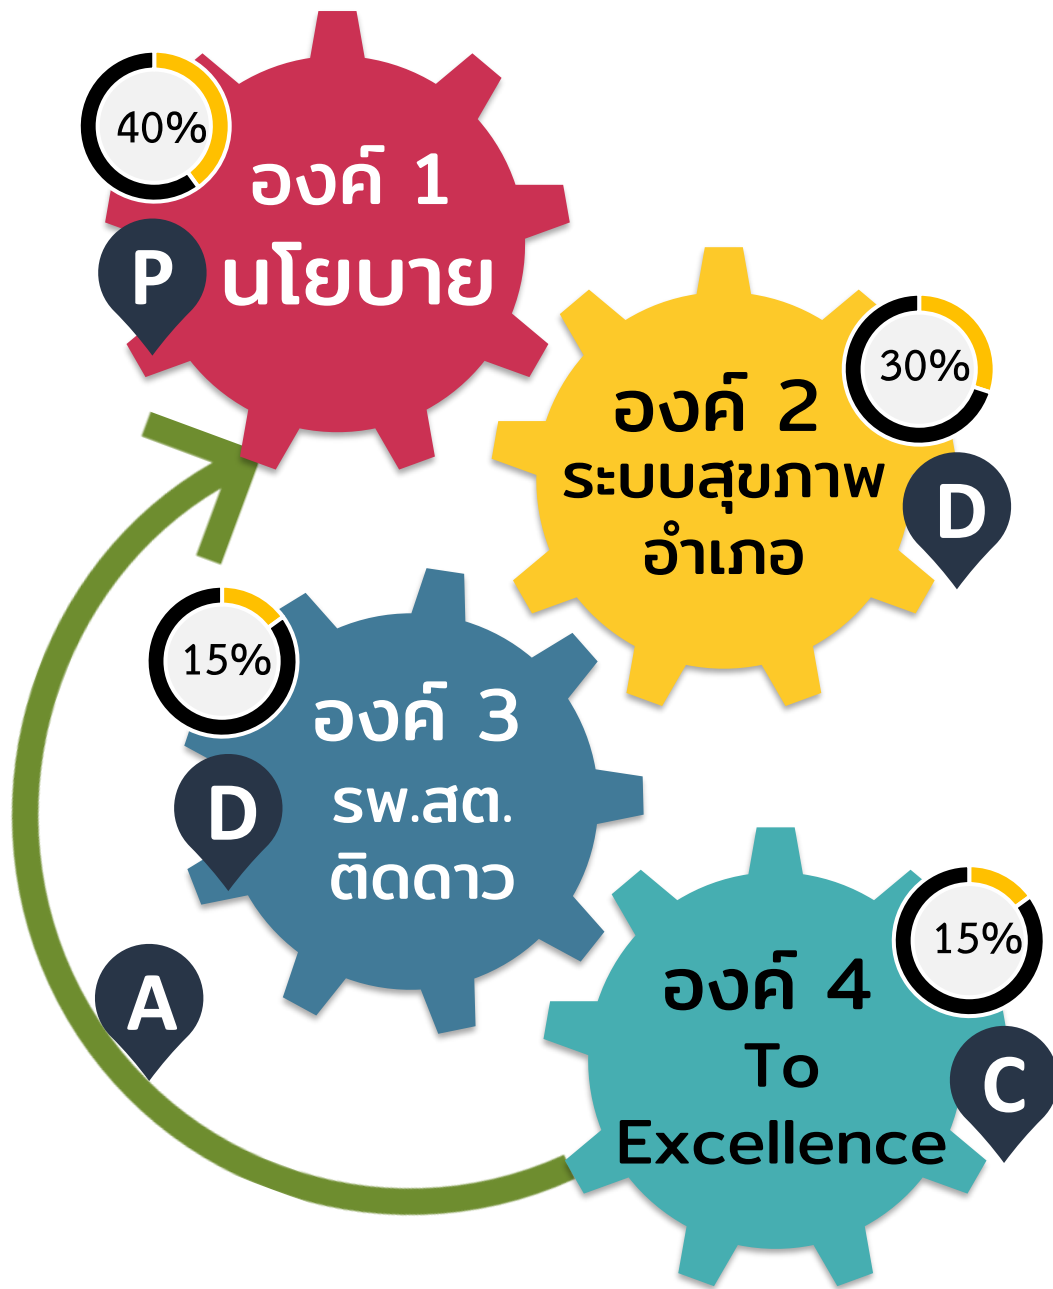 40%
องค์ 1
P
นโยบาย
30%
องค์ 2
ระบบสุขภาพ
อำเภอ
D
15%
องค์ 3
รพ.สต.
ติดดาว
D
A
15%
องค์ 4
To
Excellence
C